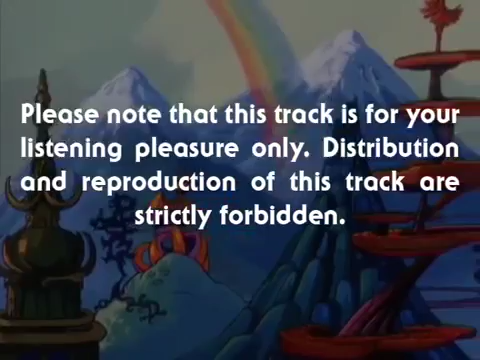 Please note that this track is for your
listening pleasure only. Distribution
and reproduction of this track are
strictly forbidden.